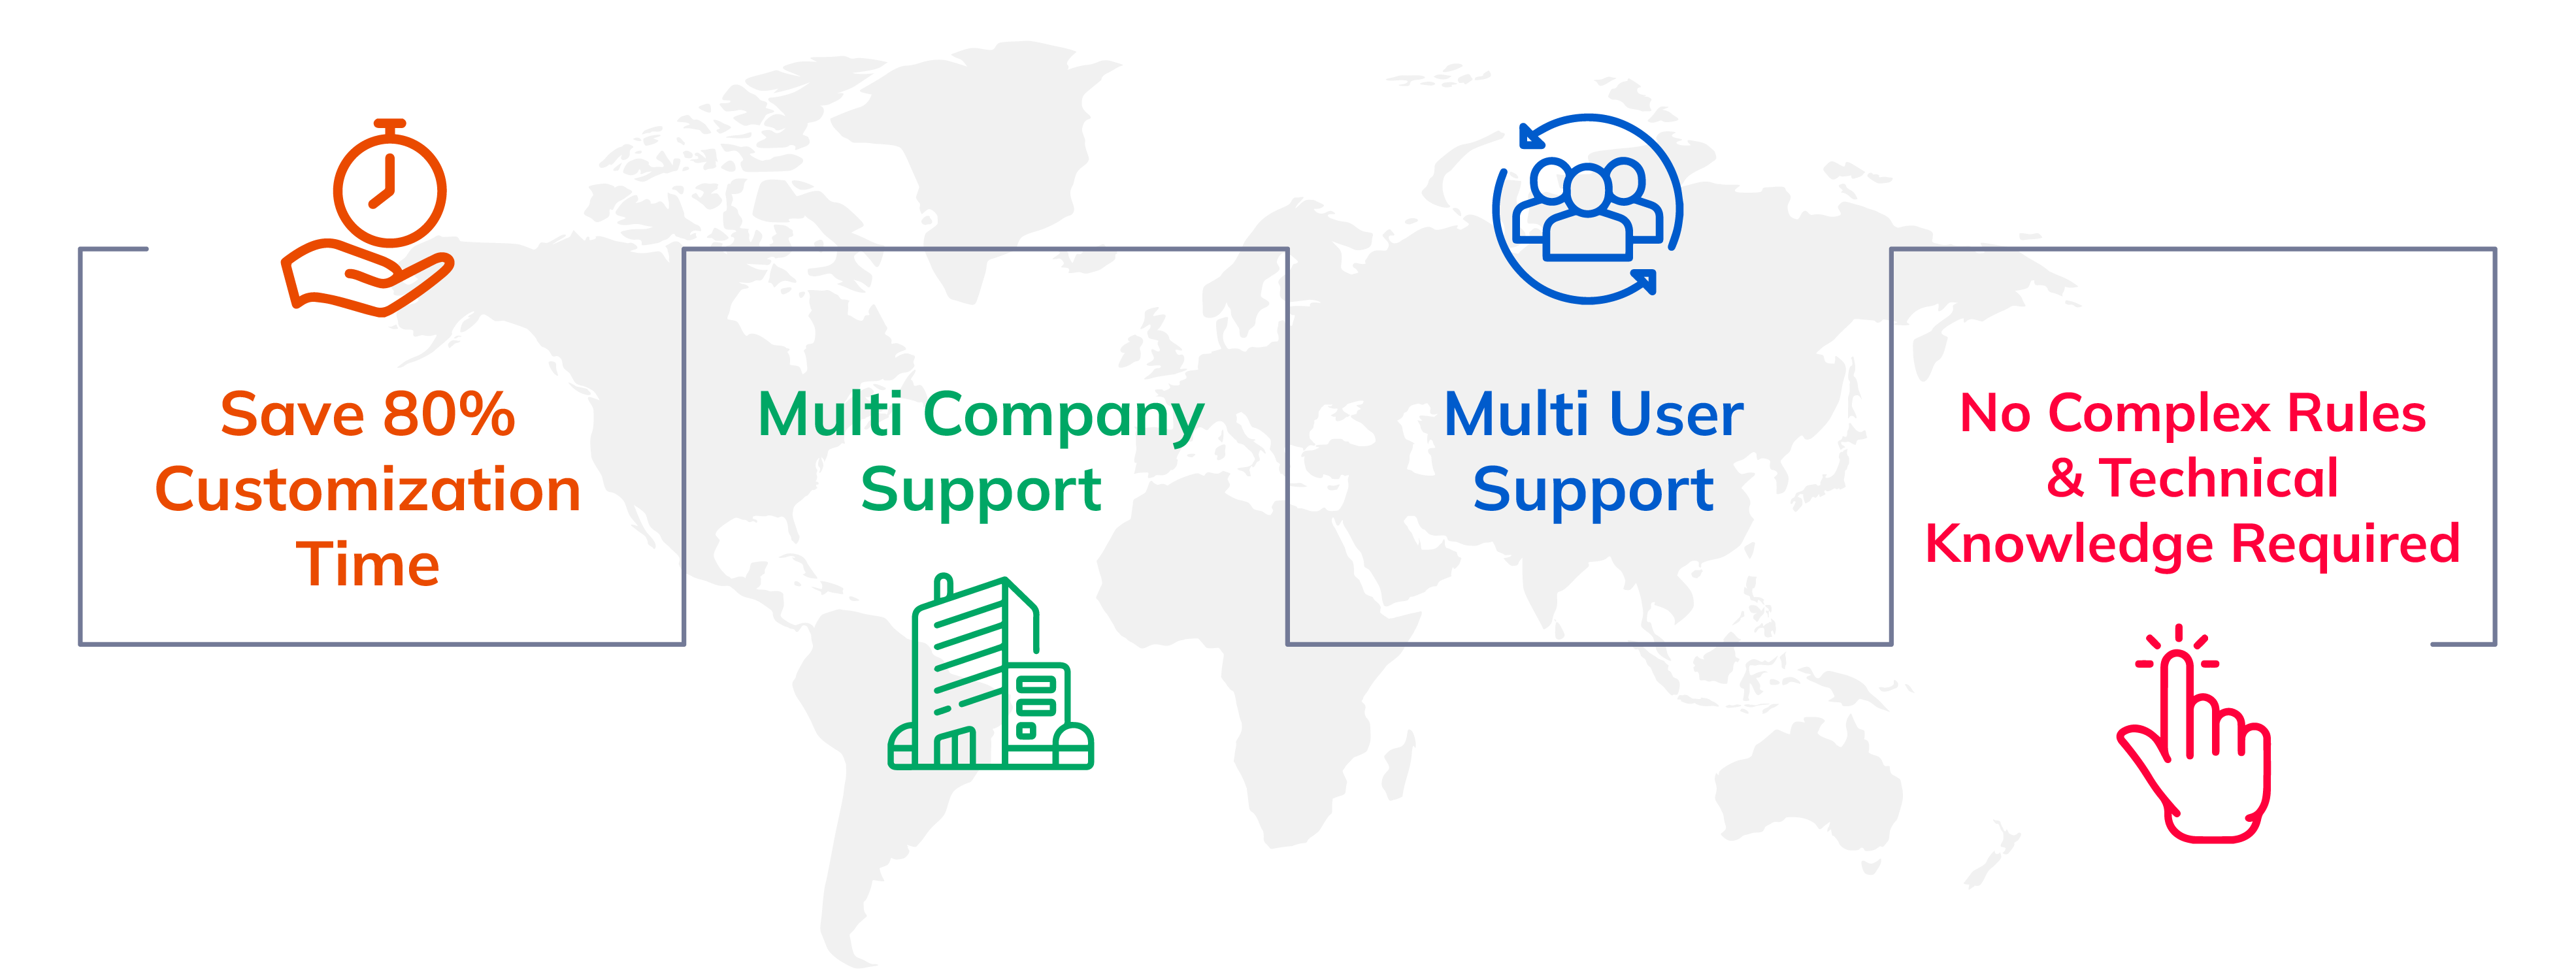 Save 80%
Customization
Time
Multi Company
Support
Multi User
Support
No Complex Rules
& Technical
Knowledge Required